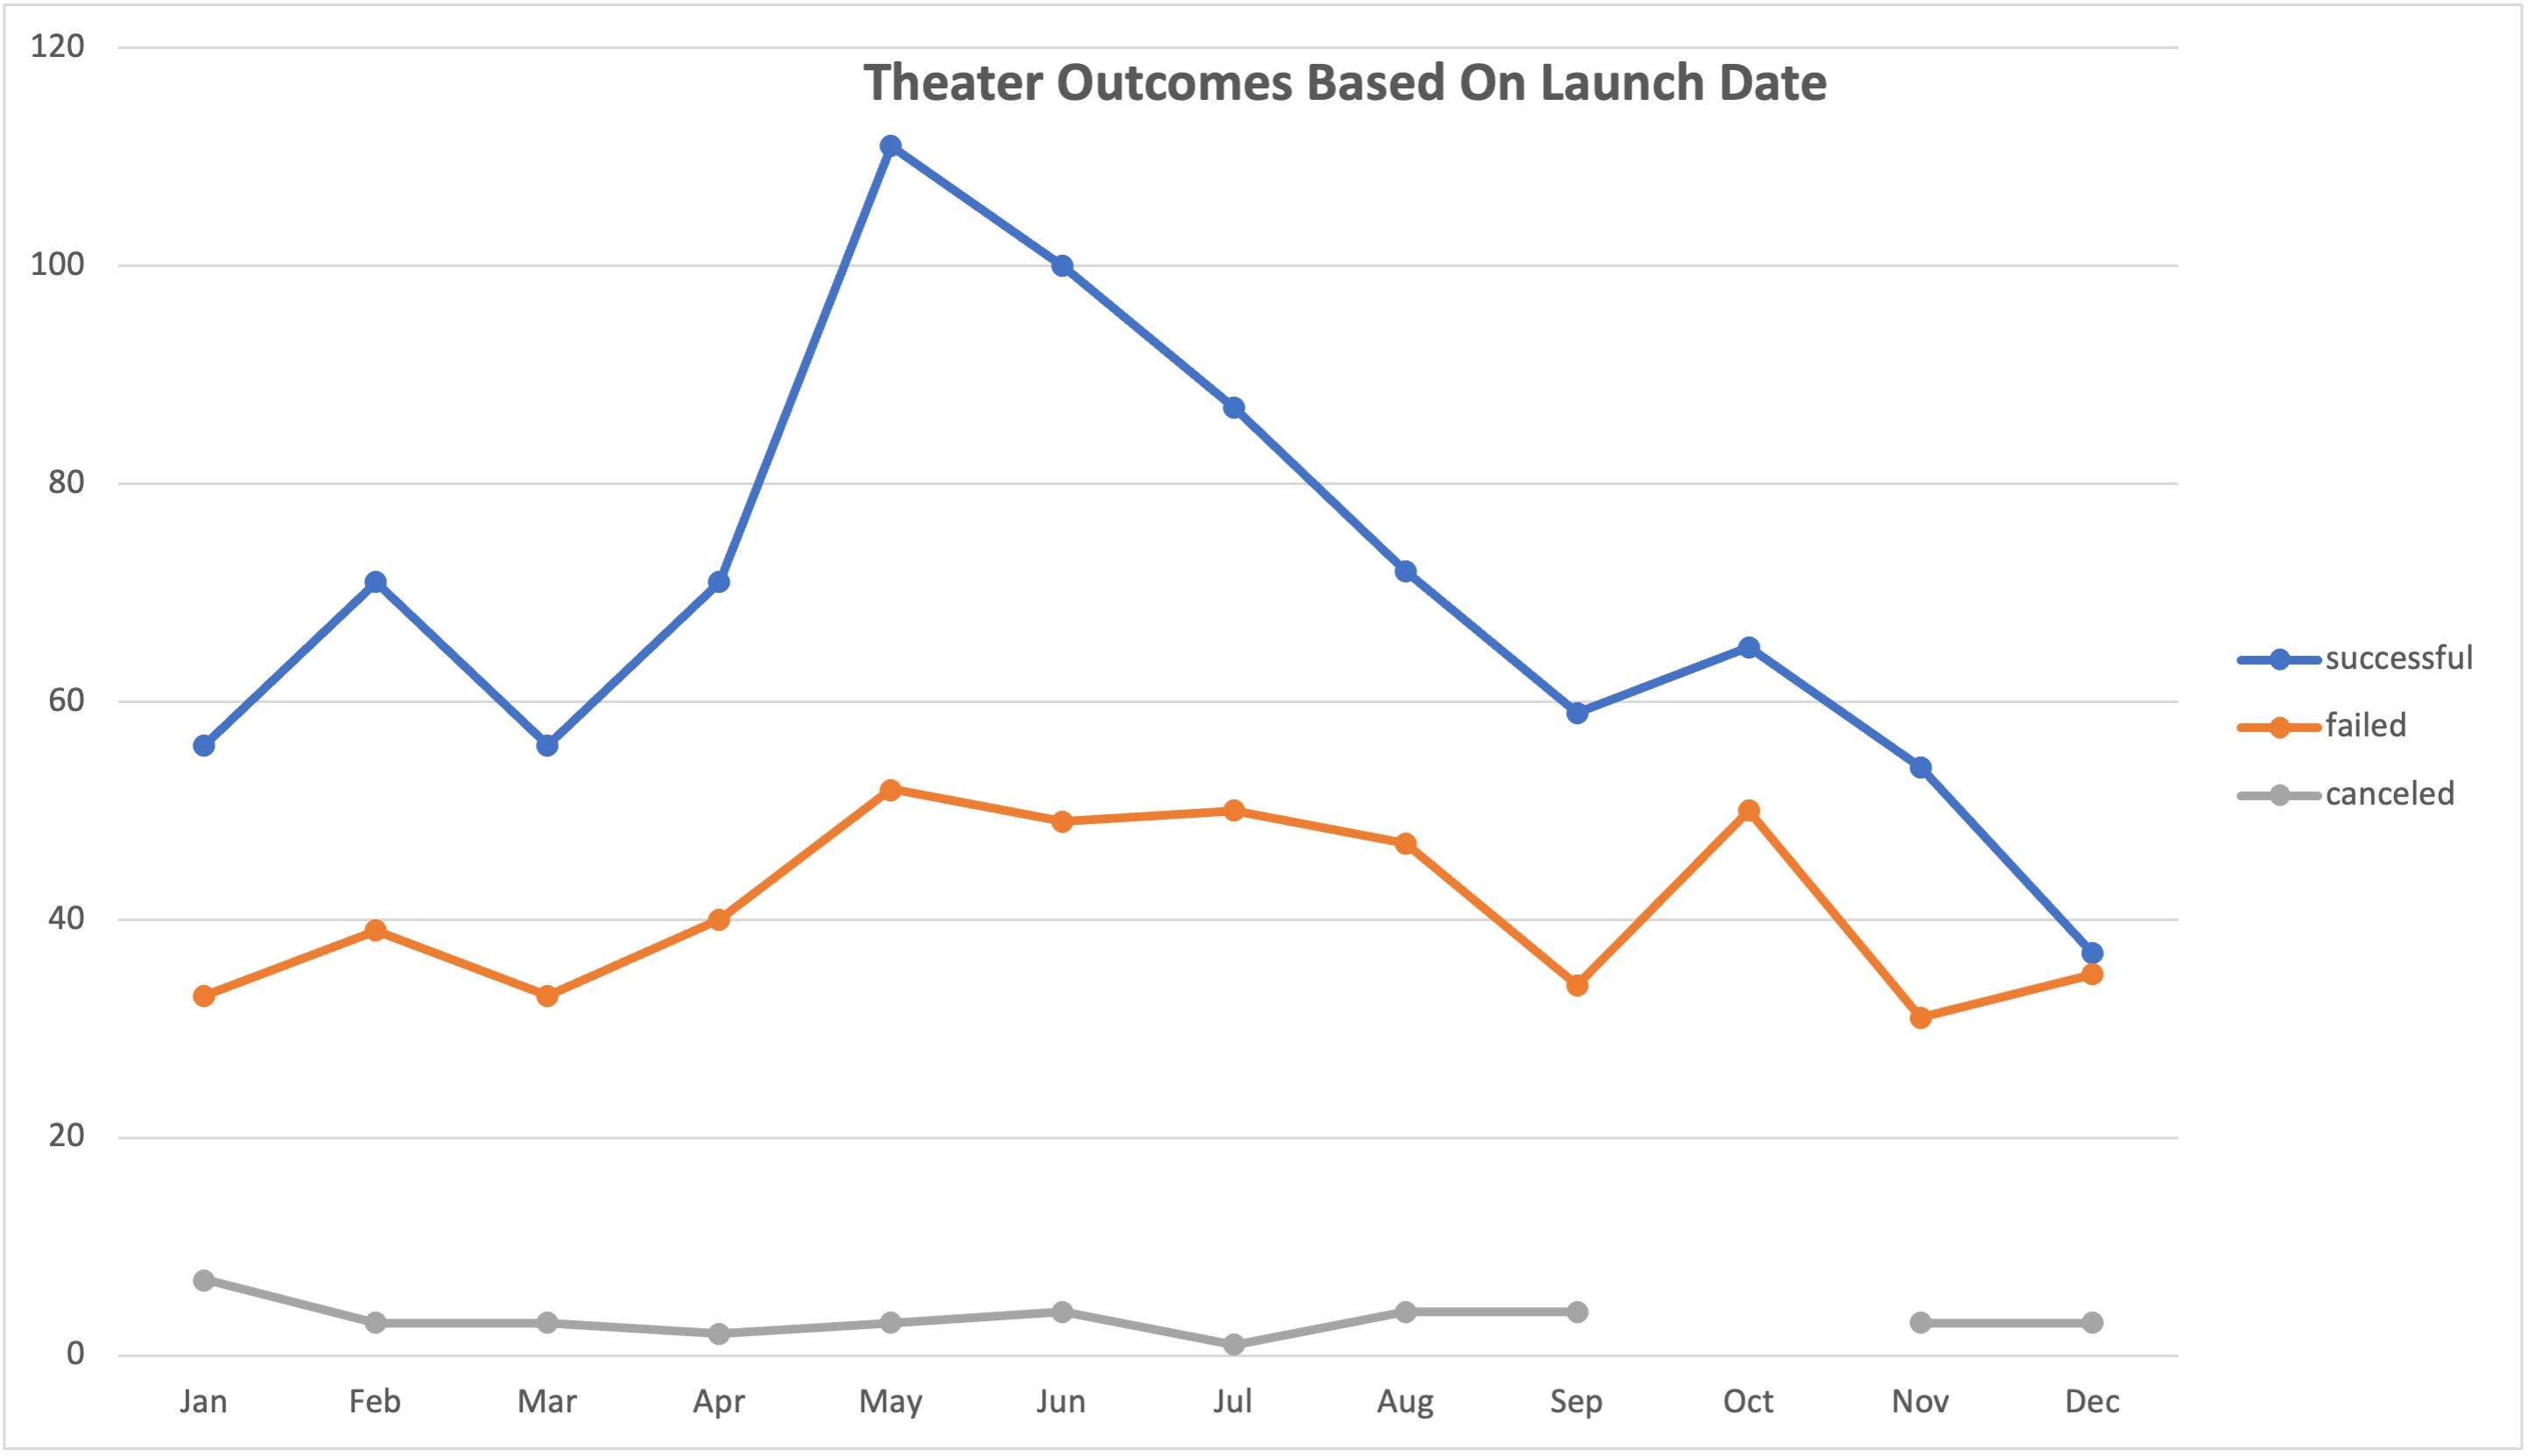 Theater Outcomes Based On Launch Date
120
100
80
60
40
20
0
Jan Feb Mar Apr May Jun Jul Aug Sep Oct Nov Dec
successful
failed
canceled